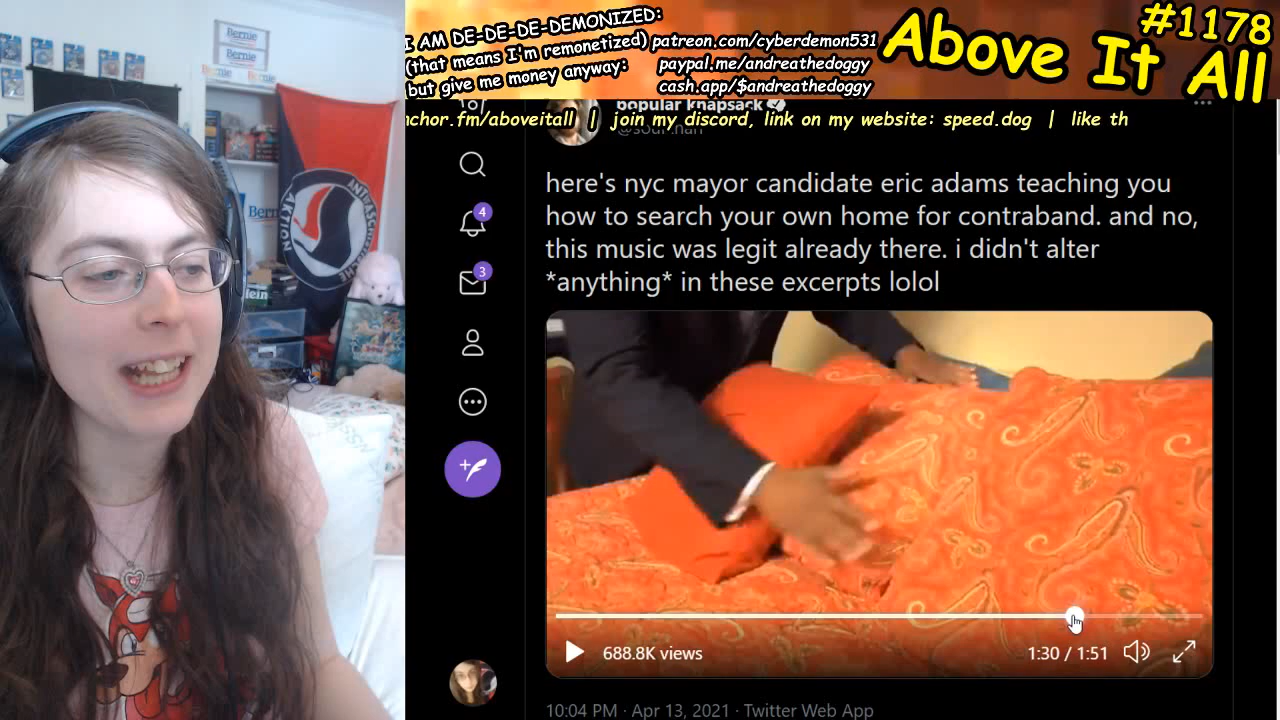 I AM DE-DE-DE-DEMONIZED:
(that means I'm remonetized)
but give me money anyway:
patreon.com/cyberdemon531
paypal.me/andreathedoggy
cash.app/$andreathedoggy
Above It All
#1178
nchor.fm/aboveitall | join my discord, link on my website: speed.dog | like th
popular knapsack
here's nyc mayor candidate eric adams teaching you
how to search your own home for contraband. and no,
this music was legit already there. i didn't alter
*anything* in these excerpts lolol
4
3
688.8K views
1:30 / 1:51
10:04 PM · Apr 13, 2021 · Twitter Web App
Bernie
Bernie
AKTION